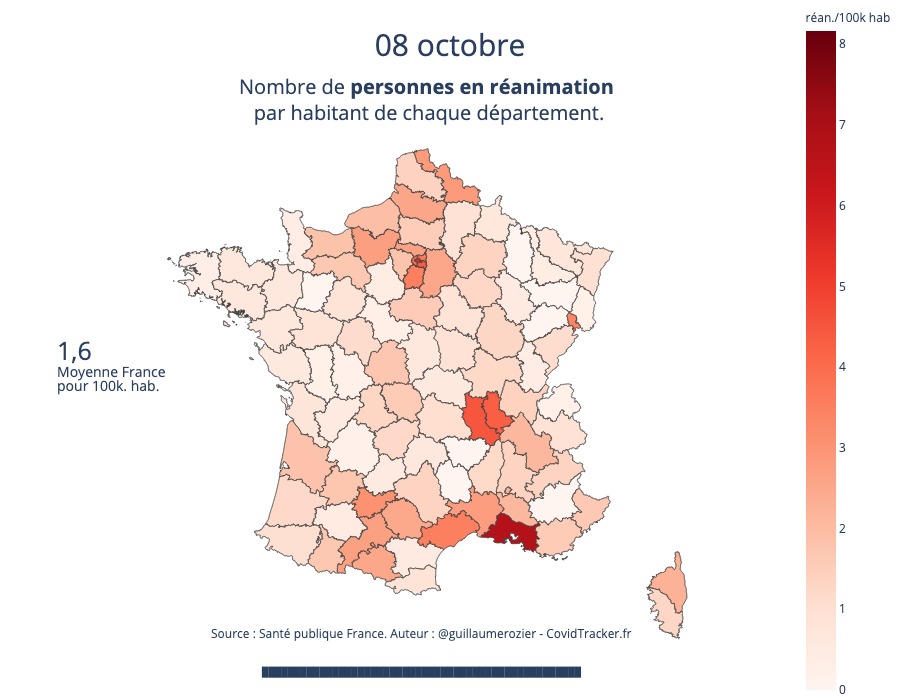 réan./100k hab
08 octobre
Nombre de personnes en réanimation
par habitant de chaque département.
8
7
6
5
4
3
2
1
0
1,6
Moyenne France
pour 100k. hab.
Source : Santé publique France. Auteur : @guillaumerozier - CovidTracker.fr